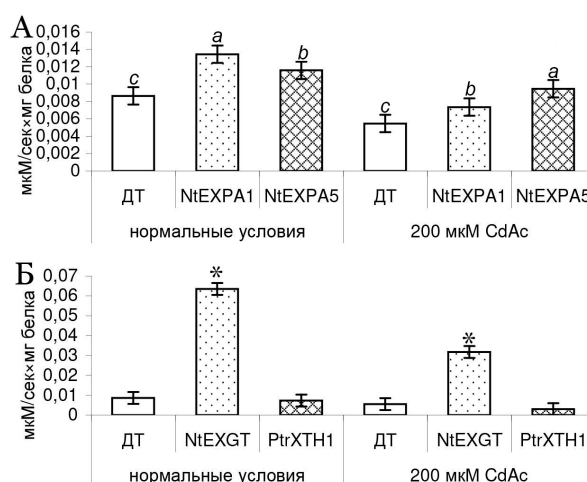 А
мкМ/сек×мг белка
0,016
0,014
0,012
0,01
0,008
0,006
0,004
0,002
0
c a b c b a
ДТ NtEXPA1 NtEXPA5 ДТ NtEXPA1 NtEXPA5
нормальные условия 200 мкМ CdAc
Б
мкМ/сек×мг белка
0,07
0,06
0,05
0,04
0,03
0,02
0,01
0
* *
ДТ NtEXGT PtrXTH1 ДТ NtEXGT PtrXTH1
нормальные условия 200 мкМ CdAc